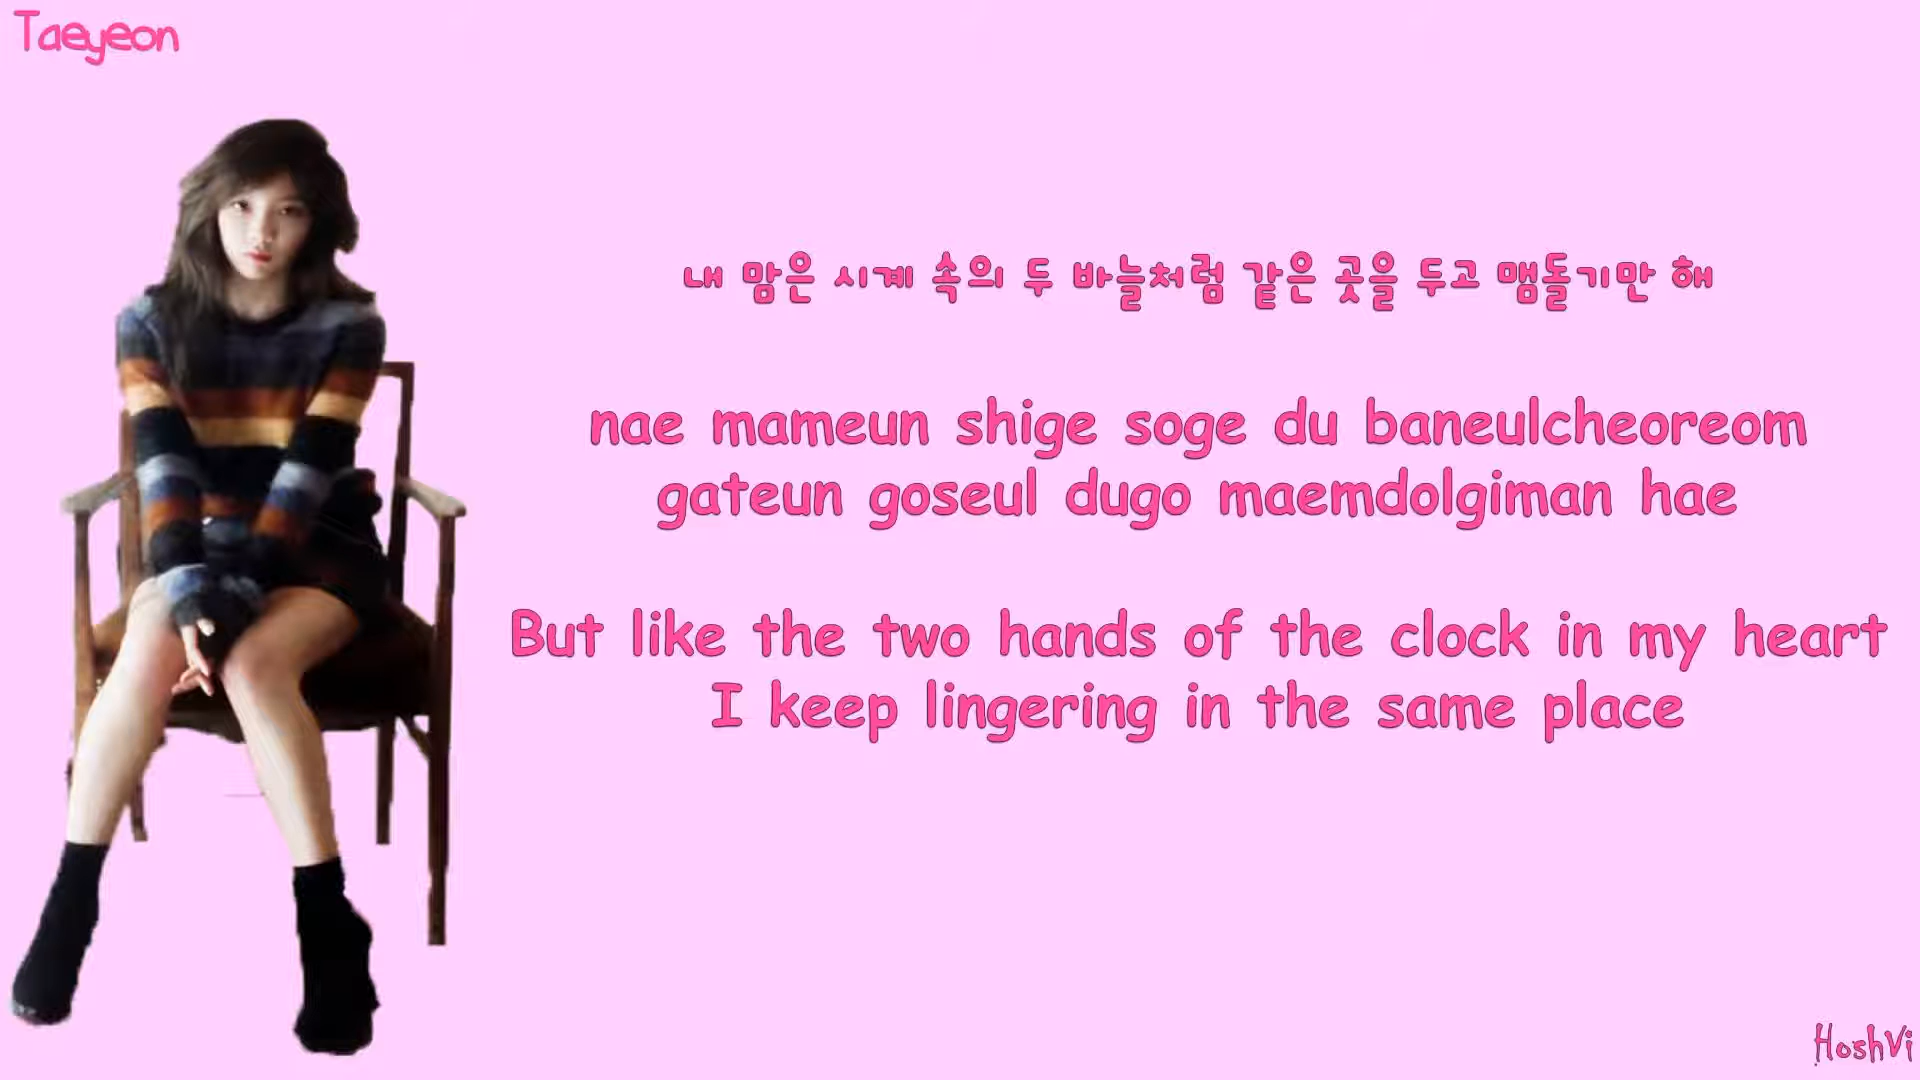 Taeyeon
내 맘은 시계 속의 두 바늘처럼 같은 곳을 두고 맴돌기만 해
nae mameun shige soge du baneulcheoreom
gateun goseul dugo maemdolgiman hae
But like the two hands of the clock in my heart
I keep lingering in the same place
HoshVi